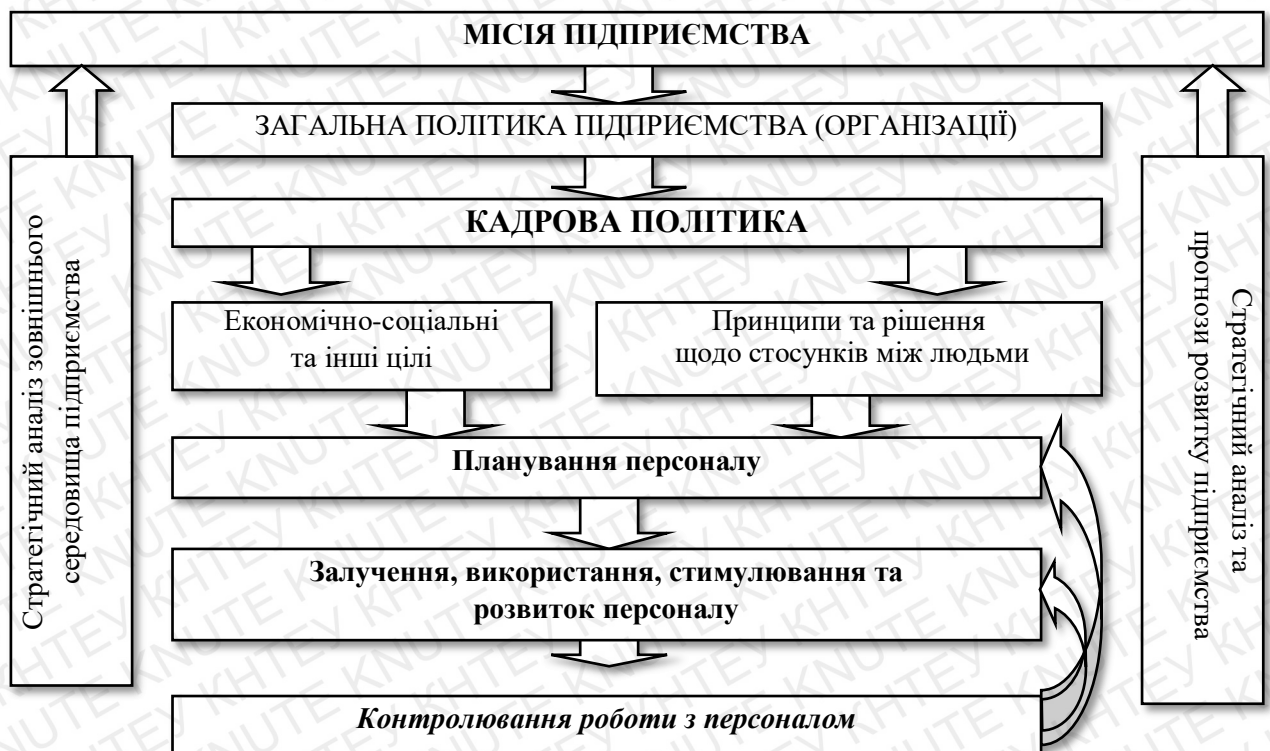 МІСІЯ ПІДПРИЄМСТВА
ЗАГАЛЬНА ПОЛІТИКА ПІДПРИЄМСТВА (ОРГАНІЗАЦІЇ)
КАДРОВА ПОЛІТИКА
Стратегічний аналіз зовнішнього
середовища підприємства
Економічно-соціальні
та інші цілі
Принципи та рішення
щодо стосунків між людьми
Стратегічний аналіз та
прогнози розвитку підприємства
Планування персоналу
Залучення, використання, стимулювання та
розвиток персоналу
Контролювання роботи з персоналом